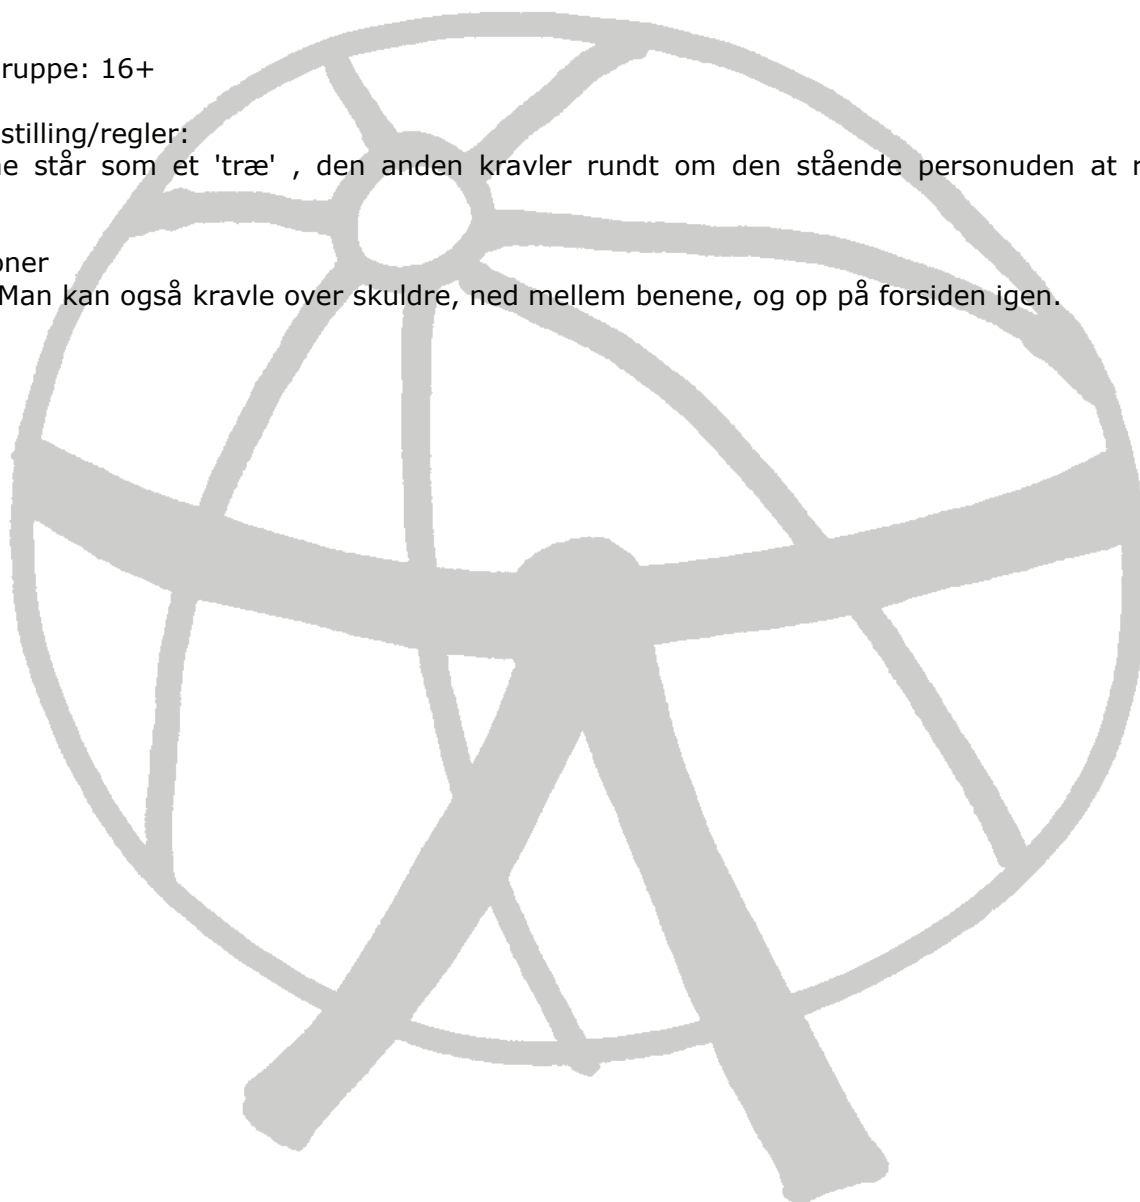 ruppe: 16+
stilling/regler:
e står som et 'træ' , den anden kravler rundt om den stående personuden at r
oner
Man kan også kravle over skuldre, ned mellem benene, og op på forsiden igen.